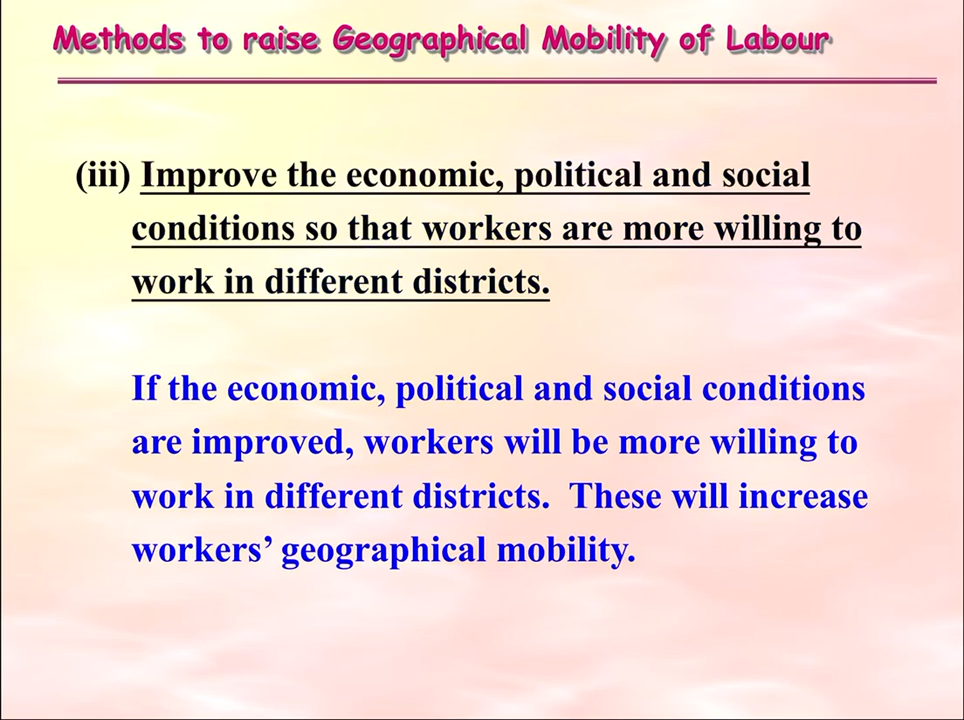 Methods to raise Geographical Mobility of Labour
(iii) Improve the economic, political and social
conditions so that workers are more willing to
work in different districts.
If the economic, political and social conditions
are improved, workers will be more willing to
work in different districts.  These will increase
workers’ geographical mobility.